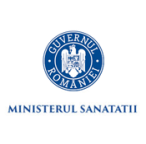 GUVERNUL
ROMÂNIEI
MINISTERUL SANATATII